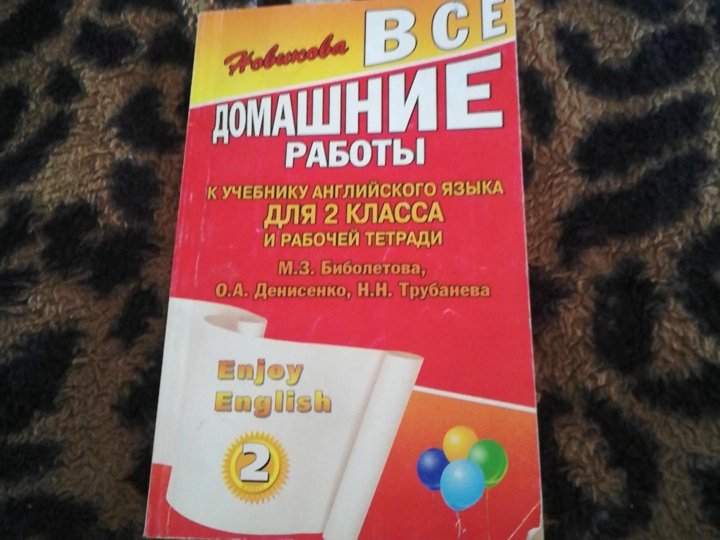 Новикова ВСЕ
ДОМАШНИЕ
РАБОТЫ
К УЧЕБНИКУ АНГЛИЙСКОГО ЯЗЫКА
ДЛЯ 2 КЛАССА
И РАБОЧЕЙ ТЕТРАДИ
М.З. Биболетова,
О.А. Денисенко, Н.Н. Трубанева
Enjoy
English
2